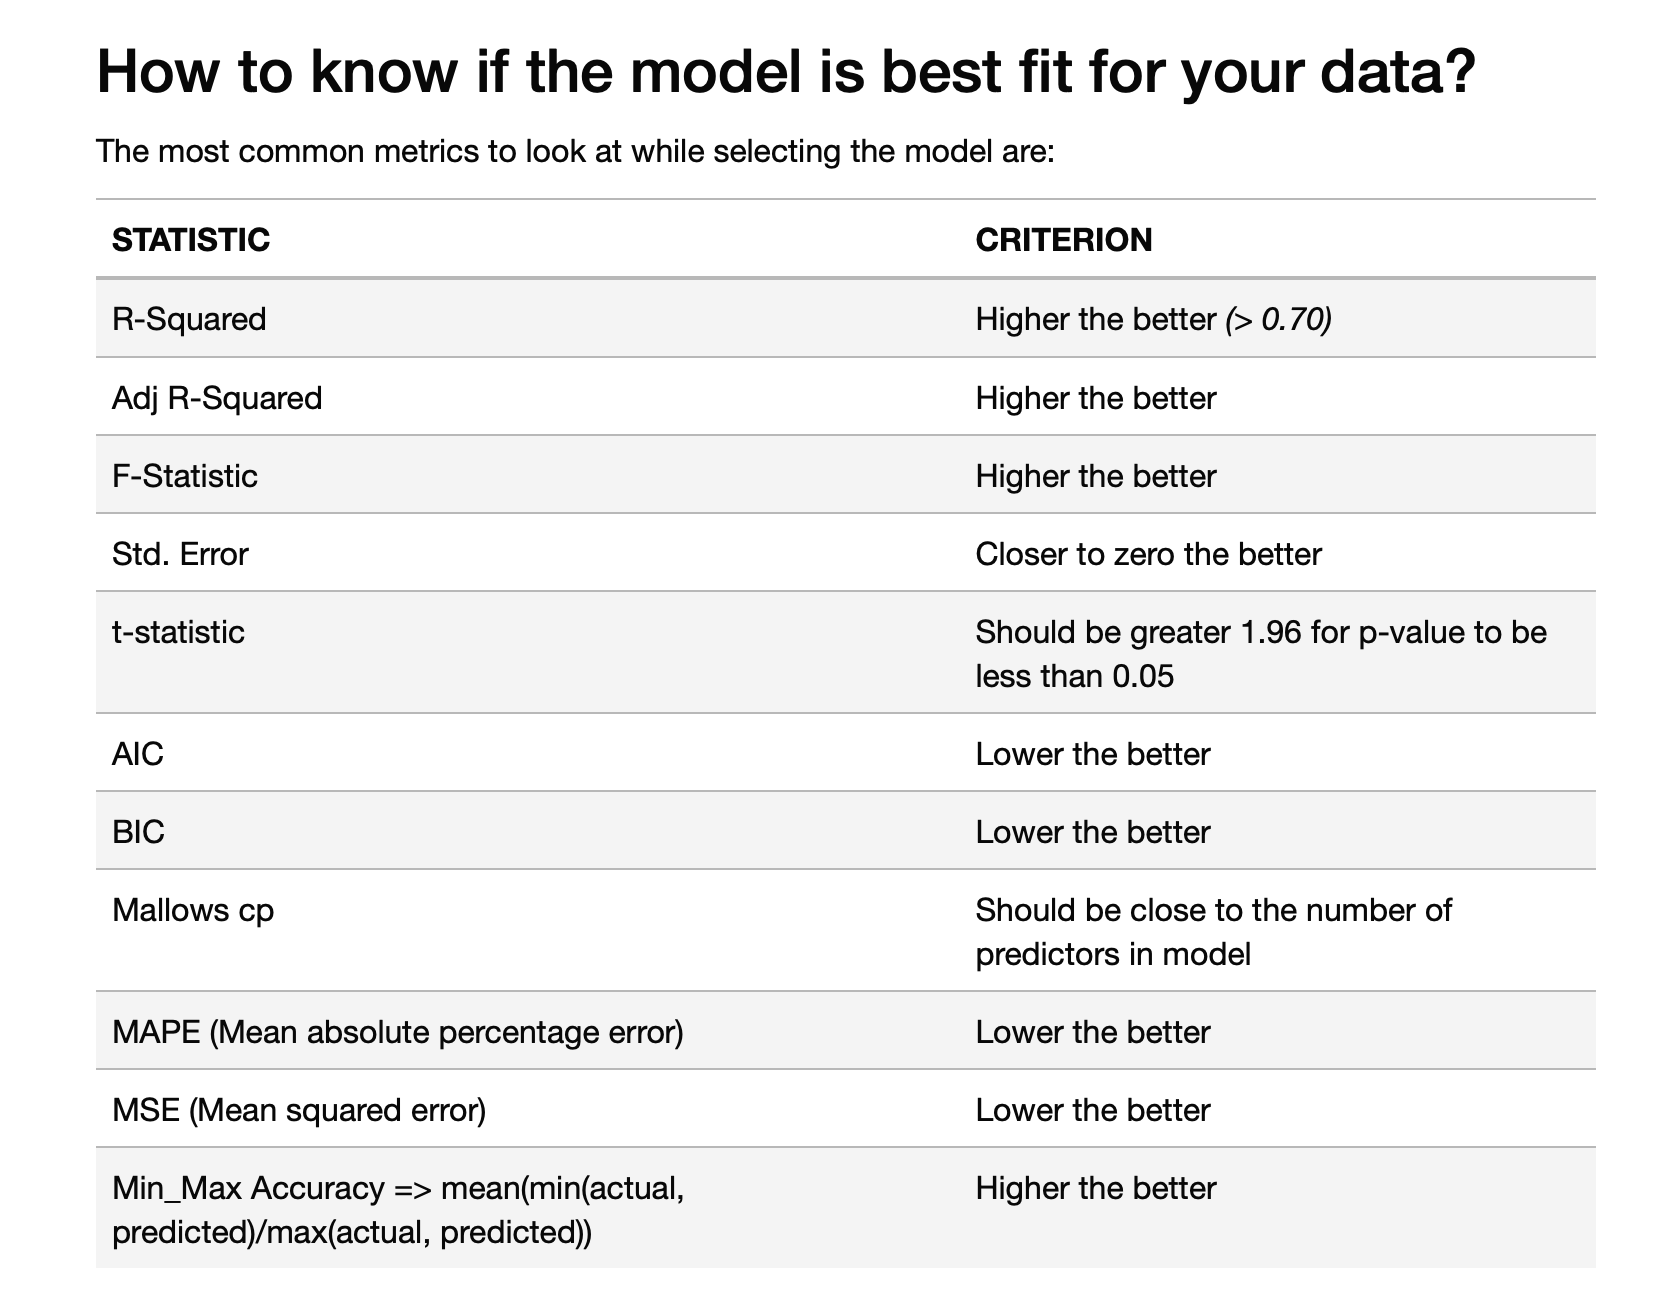 How to know if the model is best fit for your data?
The most common metrics to look at while selecting the model are:
STATISTIC CRITERION
R-Squared Higher the better (> 0.70)
Adj R-Squared Higher the better
F-Statistic Higher the better
Std. Error Closer to zero the better
t-statistic Should be greater 1.96 for p-value to be
less than 0.05
AIC Lower the better
BIC Lower the better
Mallows cp Should be close to the number of
predictors in model
MAPE (Mean absolute percentage error) Lower the better
MSE (Mean squared error) Lower the better
Min_Max Accuracy => mean(min(actual, Higher the better
predicted)/max(actual, predicted))